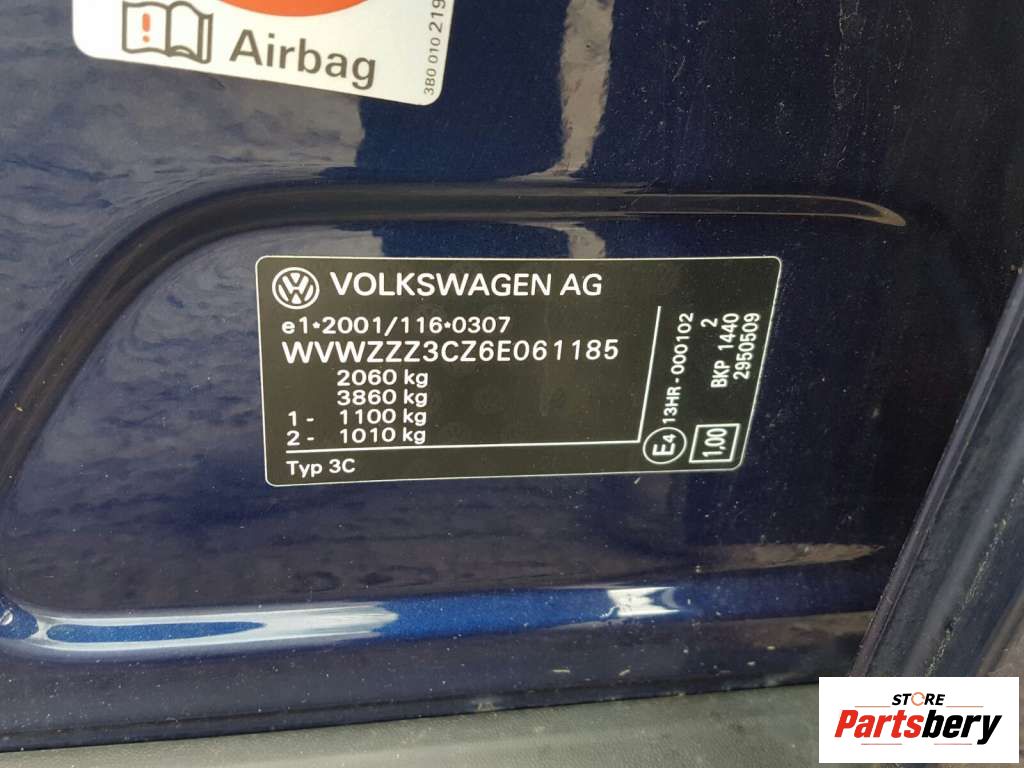 Airbag
3B0 010 219
VOLKSWAGEN AG
e1*2001/116*0307
WVWZZZ3CZ6E061185
2060 kg
3860 kg
1 - 1100 kg
2 - 1010 kg
Typ 3C
E4 13HR - 000102
1,00
BKP 1440
2
2950509
STORE
Partsbery